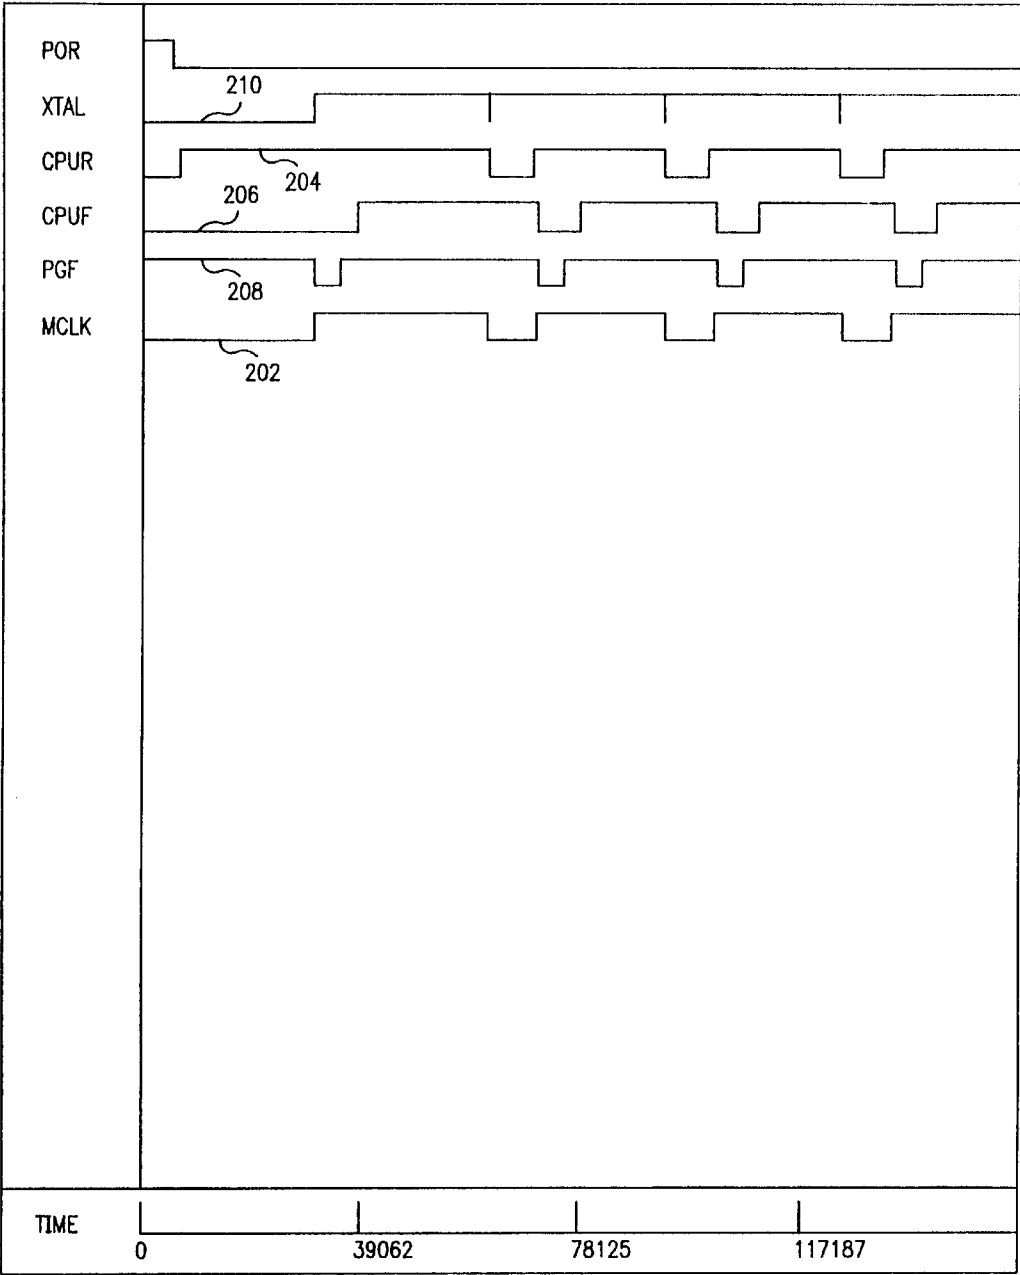 POR
210
XTAL
CPUR
204
206
CPUF
PGF
208
MCLK
202
TIME
0 39062 78125 117187